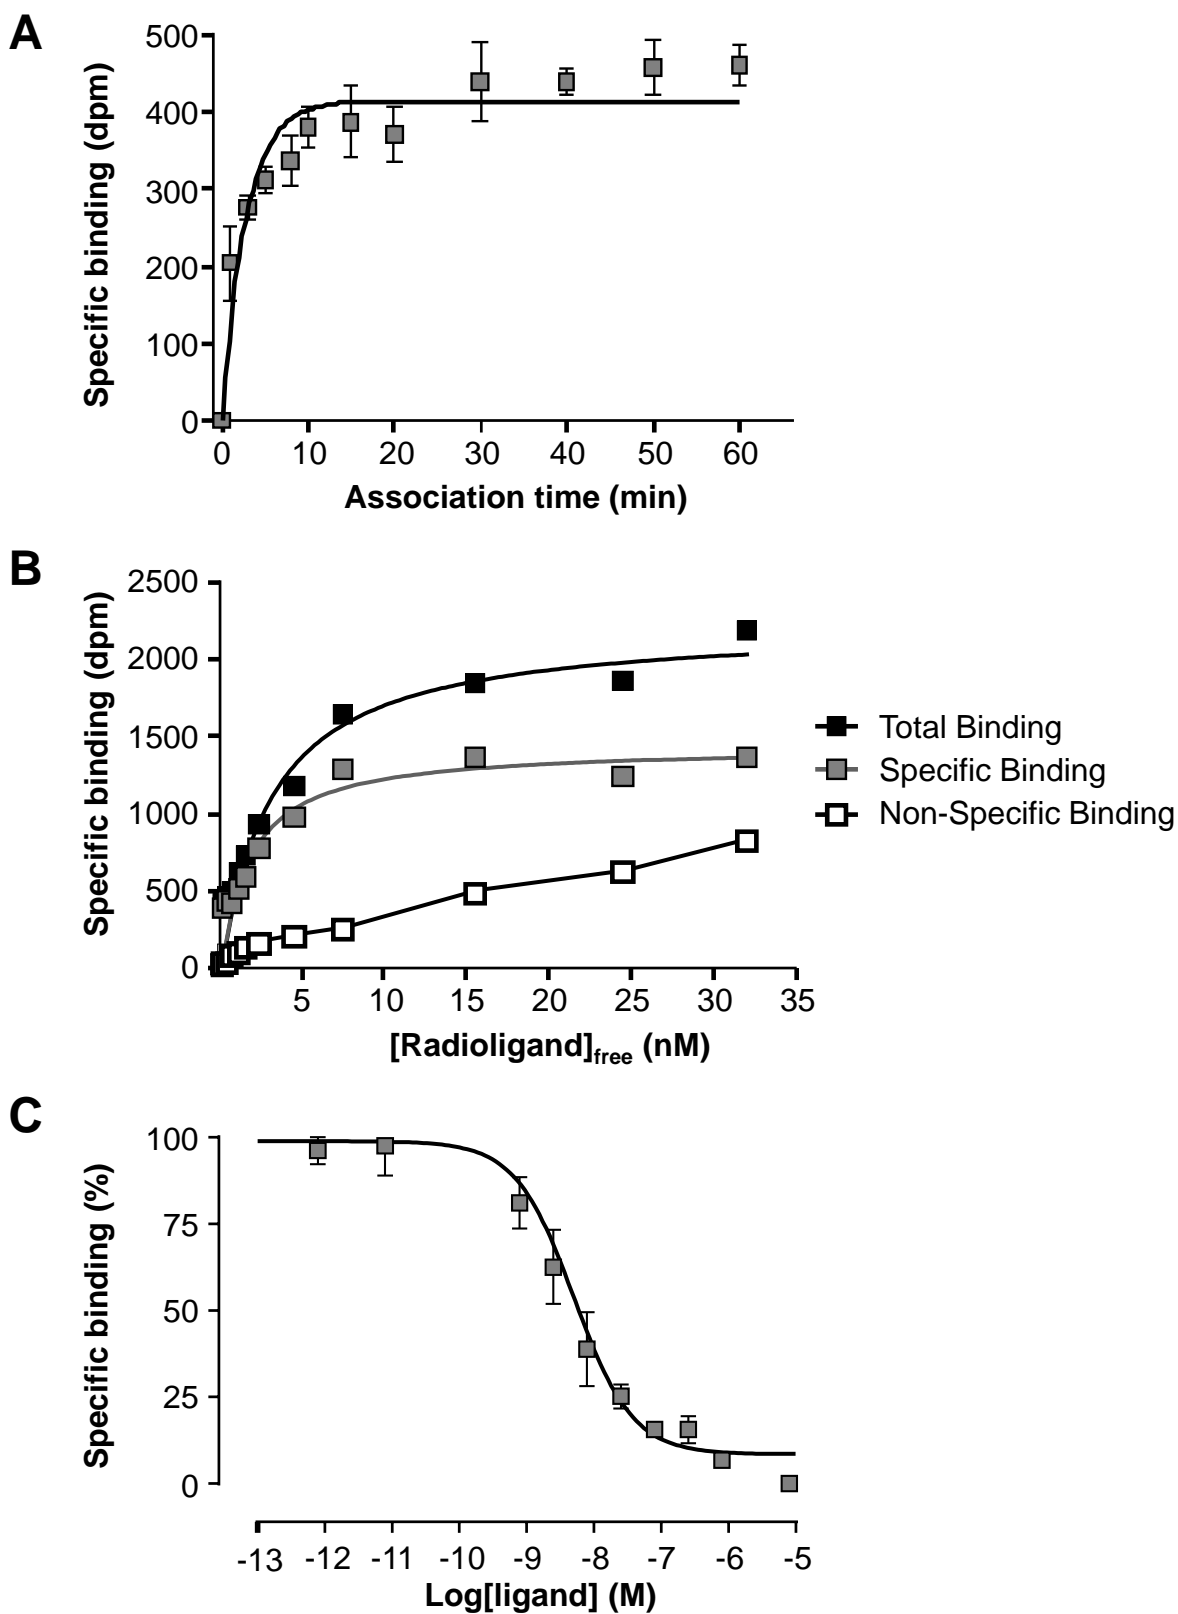 A
Specific binding (dpm)
500
400
300
200
100
0
0 10 20 30 40 50 60
Association time (min)
B
Specific binding (dpm)
2500
2000
1500
1000
500
0
5 10 15 20 25 30 35
[Radioligand]free (nM)
Total Binding
Specific Binding
Non-Specific Binding
C
Specific binding (%)
100
75
50
25
0
-13 -12 -11 -10 -9 -8 -7 -6 -5
Log[ligand] (M)